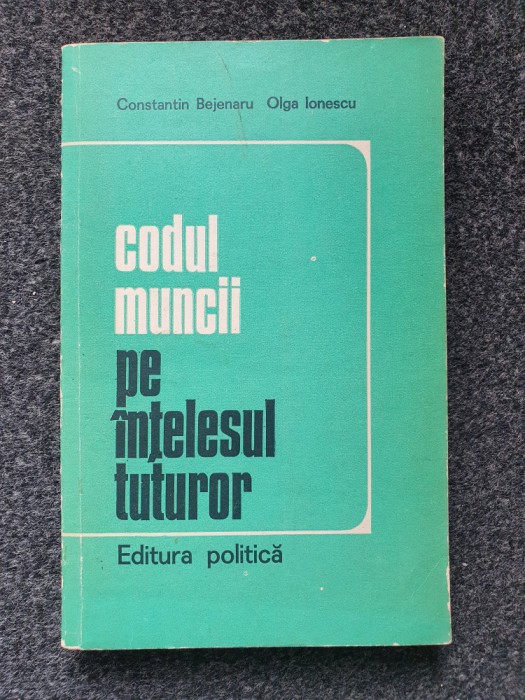 Constantin Bejenaru Olga Ionescu
codul
muncii
pe
înțelesul
tuturor
Editura politică